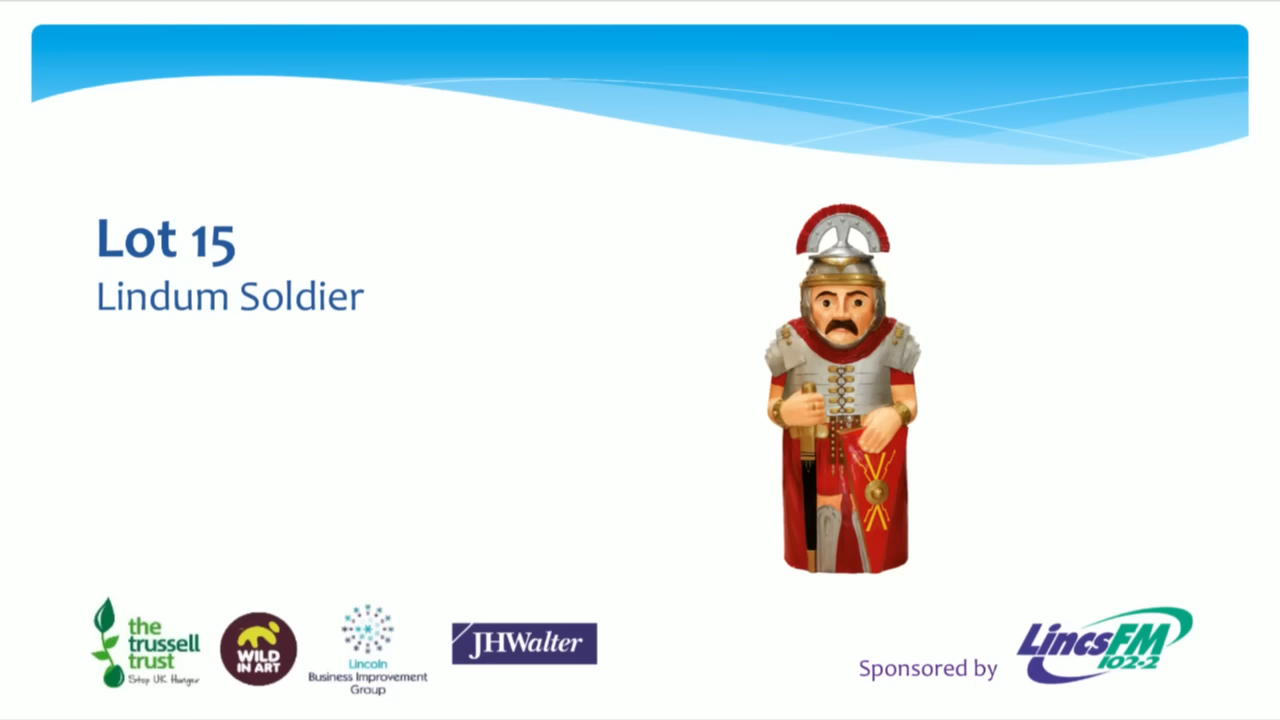 Lot 15
Lindum Soldier
the
trussell
trust
Stop UK Hunger
WILD
IN ART
Lincoln
Business Improvement
Group
JHWalter
Sponsored by
LincsFM
102·2